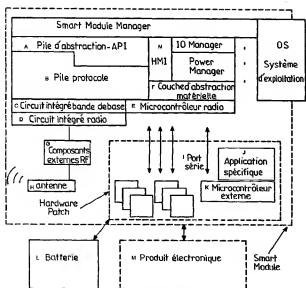 Smart Module Manager
A Pile d'abstraction-API
N
IO Manager
OS
HMI
Power
Manager
Système
d'exploitation
B Pile protocole
F Couche d'abstraction
matérielle
C Circuit intégré bande de base
E Microcontrôleur radio
D Circuit intégré radio
G Composants
externes RF
I Port
série
J
Application
spécifique
H antenne
K Microcontrôleur
externe
Hardware
Patch
L Batterie
M Produit électronique
Smart
Module